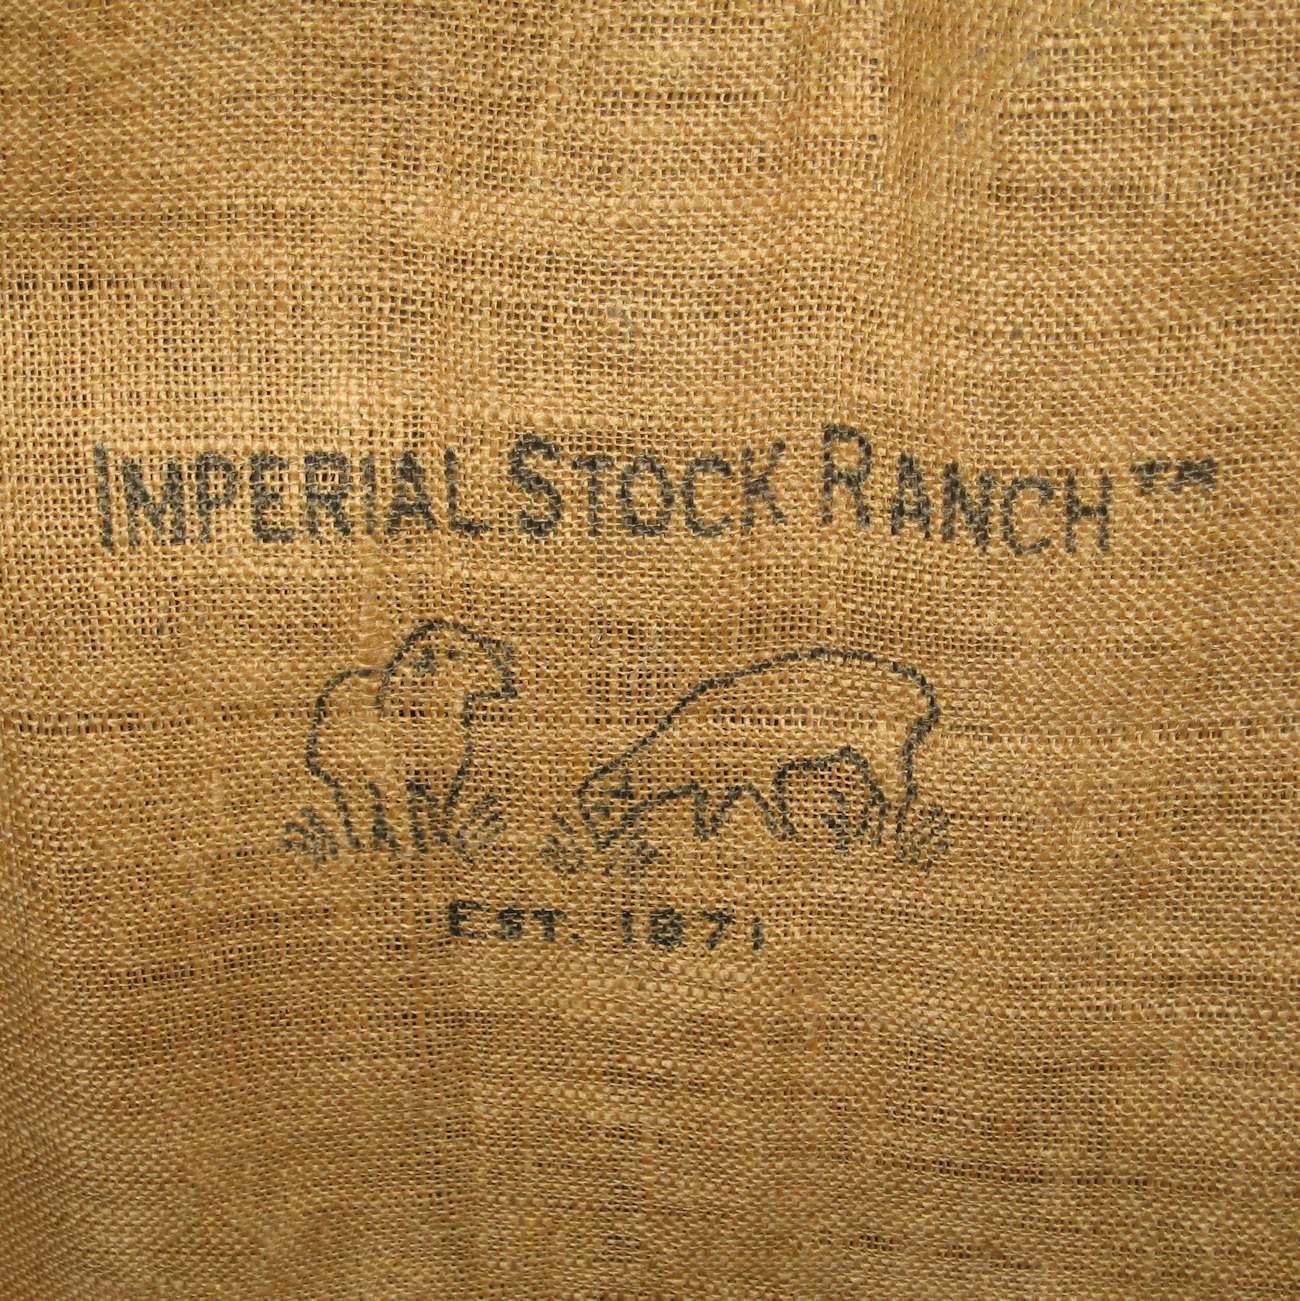 IMPERIAL STOCK RANCH™
EST. 1871